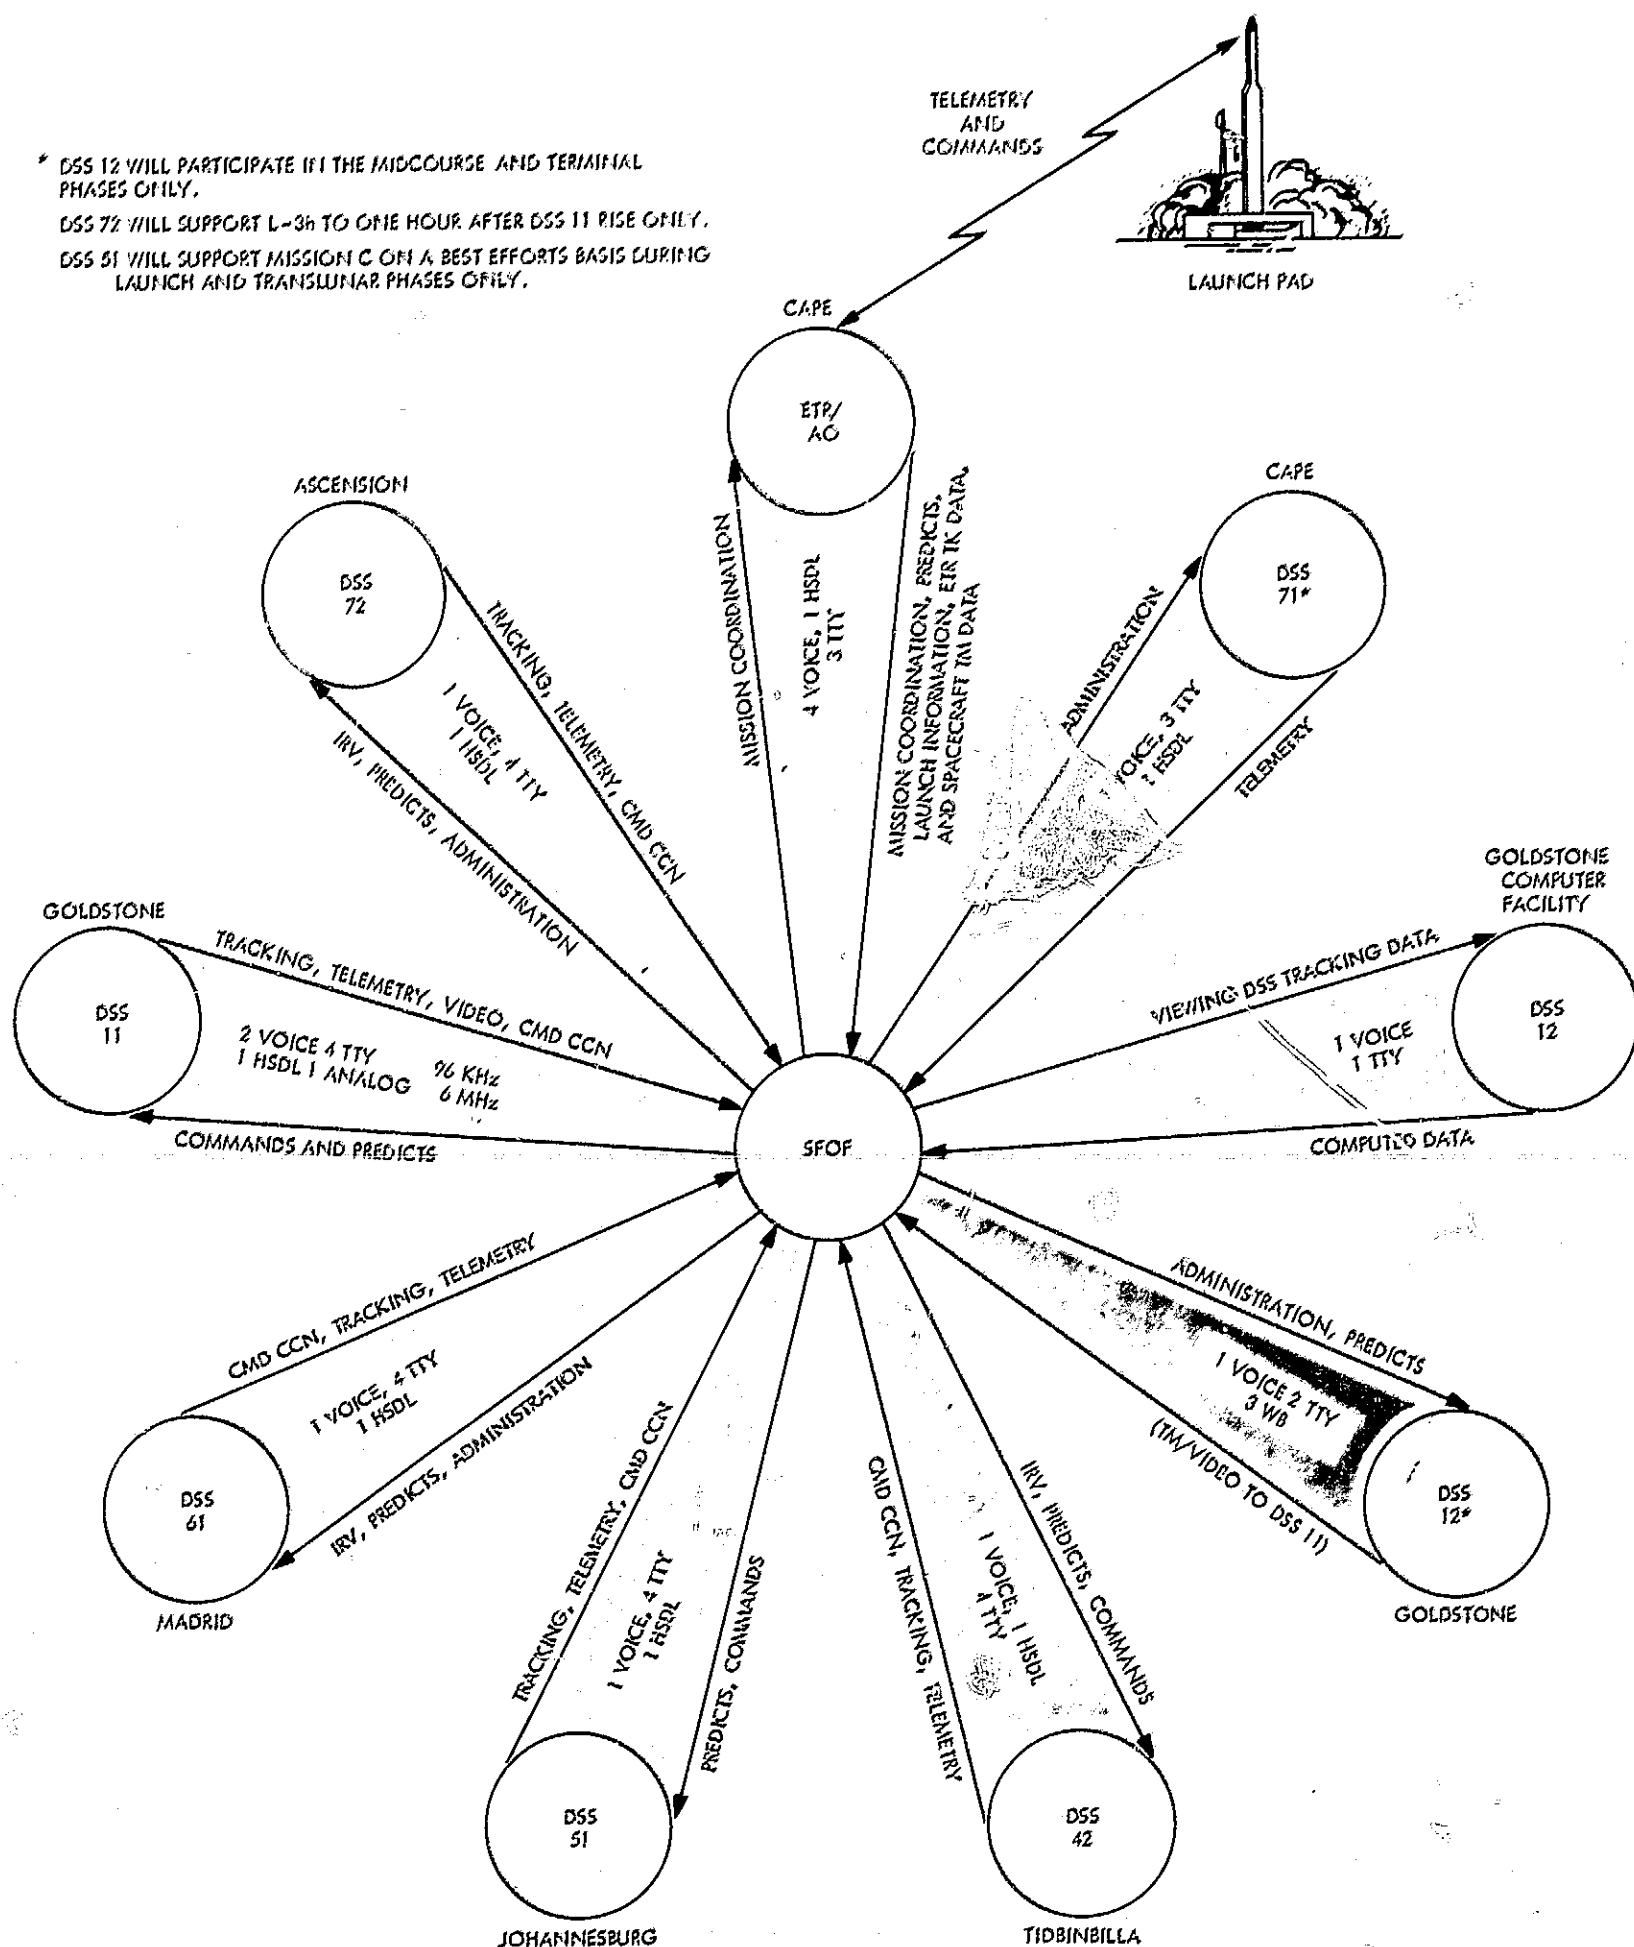 TELEMETRY
AND
COMMANDS
* DSS 12 WILL PARTICIPATE IN THE MIDCOURSE AND TERMINAL
PHASES ONLY.
DSS 72 WILL SUPPORT L-3h TO ONE HOUR AFTER DSS 11 RISE ONLY.
DSS 51 WILL SUPPORT MISSION C ON A BEST EFFORTS BASIS DURING
LAUNCH AND TRANSLUNAR PHASES ONLY.
LAUNCH PAD
CAPE
ETR/
AO
MISSION COORDINATION
4 VOICE, 1 HSDL
3 TTY
MISSION COORDINATION, PREDICTS,
LAUNCH INFORMATION, ETR TK DATA,
AND SPACECRAFT TM DATA
ASCENSION
DSS
72
TRACKING, TELEMETRY, CMD CCN
1 VOICE, 4 TTY
1 HSDL
IRV, PREDICTS, ADMINISTRATION
CAPE
DSS
71*
ADMINISTRATION
VOICE, 3 TTY
1 HSDL
TELEMETRY
GOLDSTONE
DSS
11
TRACKING, TELEMETRY, VIDEO, CMD CCN
2 VOICE 4 TTY
1 HSDL 1 ANALOG
96 KHz
6 MHz
COMMANDS AND PREDICTS
GOLDSTONE
COMPUTER
FACILITY
DSS
12
VIEWING DSS TRACKING DATA
1 VOICE
1 TTY
COMPUTED DATA
SFOF
CMD CCN, TRACKING, TELEMETRY
1 VOICE, 4 TTY
1 HSDL
IRV, PREDICTS, ADMINISTRATION
DSS
61
MADRID
ADMINISTRATION, PREDICTS
1 VOICE 2 TTY
3 WB
(TM/VIDEO TO DSS 11)
DSS
12*
GOLDSTONE
TRACKING, TELEMETRY, CMD CCN
1 VOICE, 4 TTY
1 HSDL
PREDICTS, COMMANDS
DSS
51
JOHANNESBURG
CMD CCN, TRACKING, TELEMETRY
1 VOICE, 1 HSDL
4 TTY
IRV, PREDICTS, COMMANDS
DSS
42
TIDBINBILLA